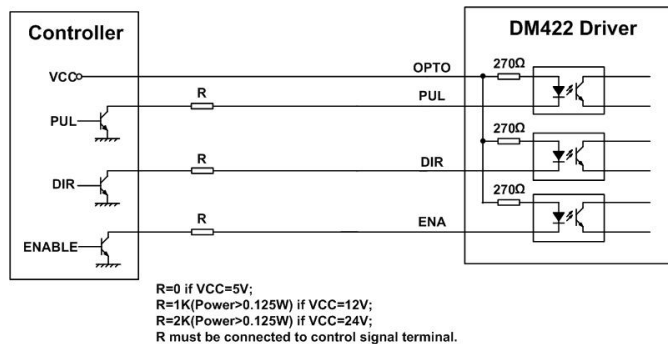 Controller
DM422 Driver
VCC
OPTO
270Ω
R
PUL
PUL
270Ω
R
DIR
DIR
270Ω
R
ENA
ENABLE
R=0 if VCC=5V;
R=1K(Power>0.125W) if VCC=12V;
R=2K(Power>0.125W) if VCC=24V;
R must be connected to control signal terminal.